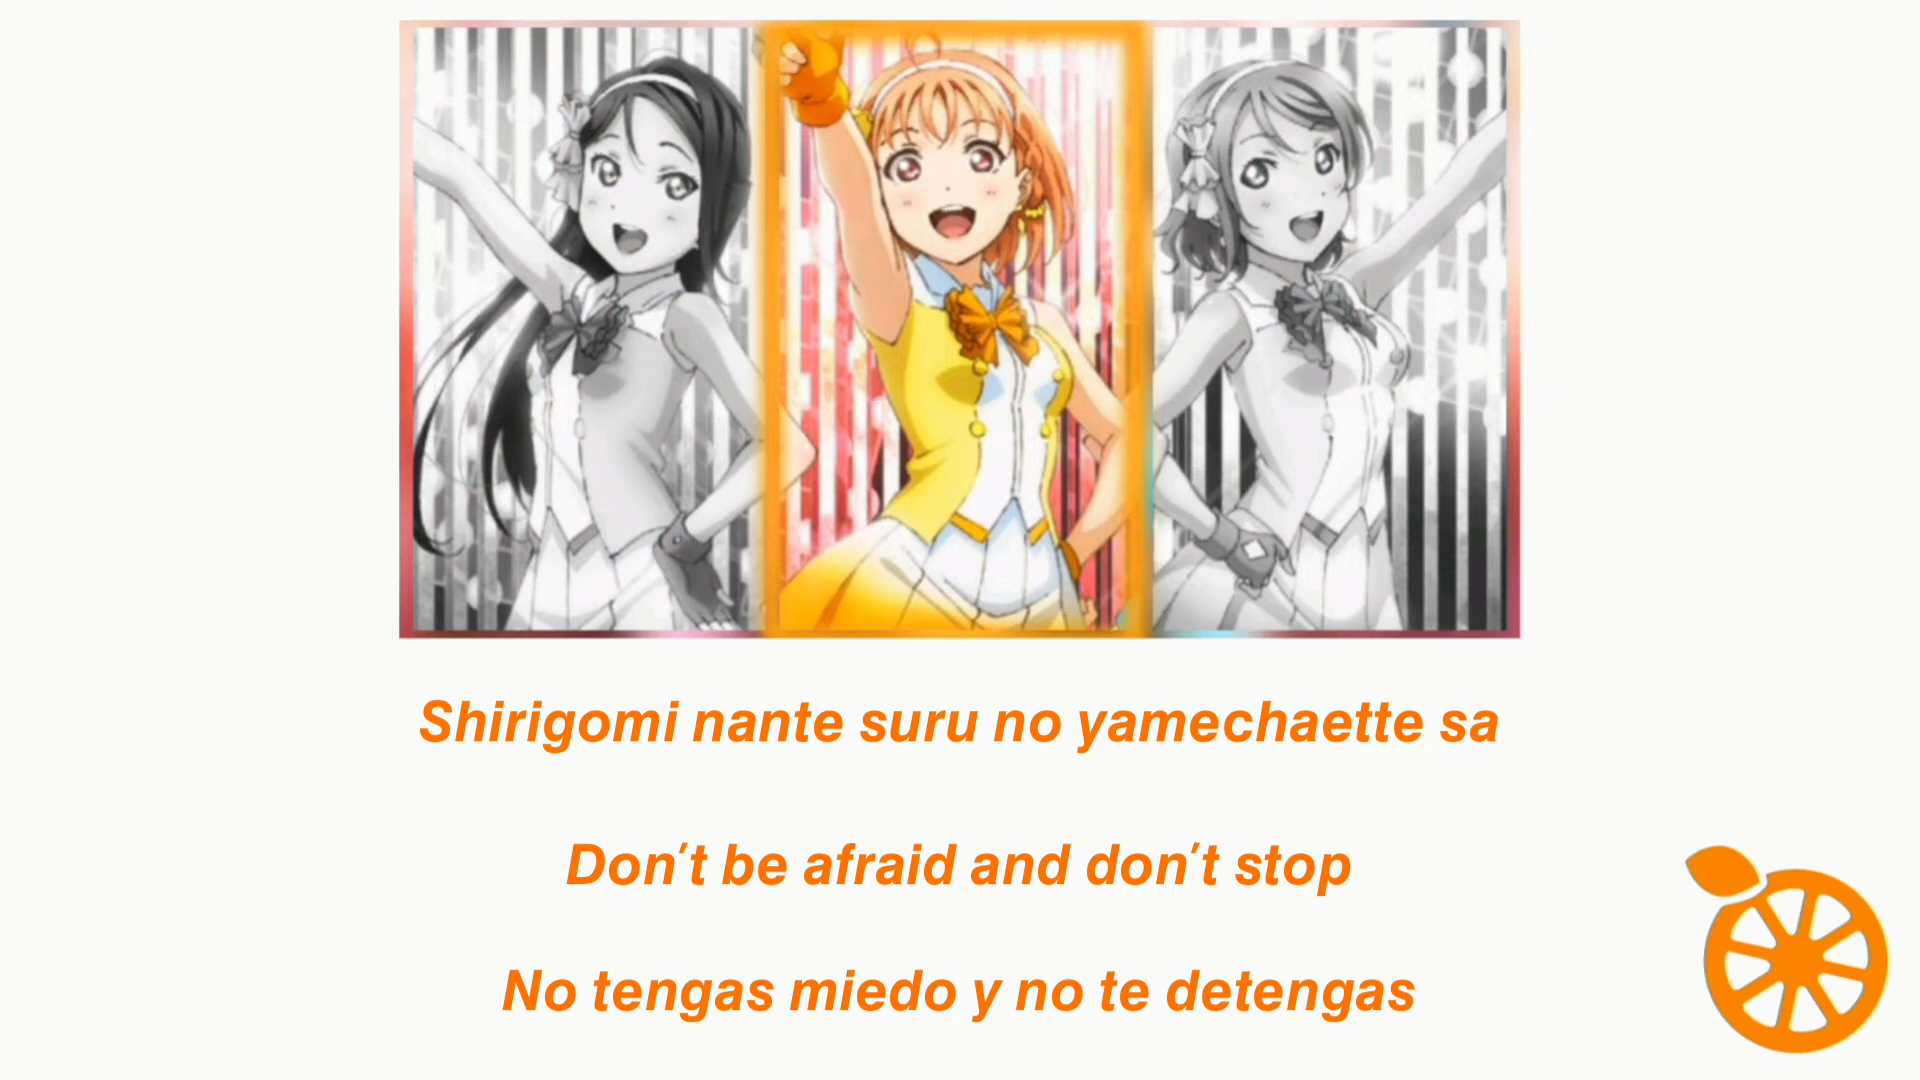 Shirigomi nante suru no yamechaette sa
Don't be afraid and don't stop
No tengas miedo y no te detengas